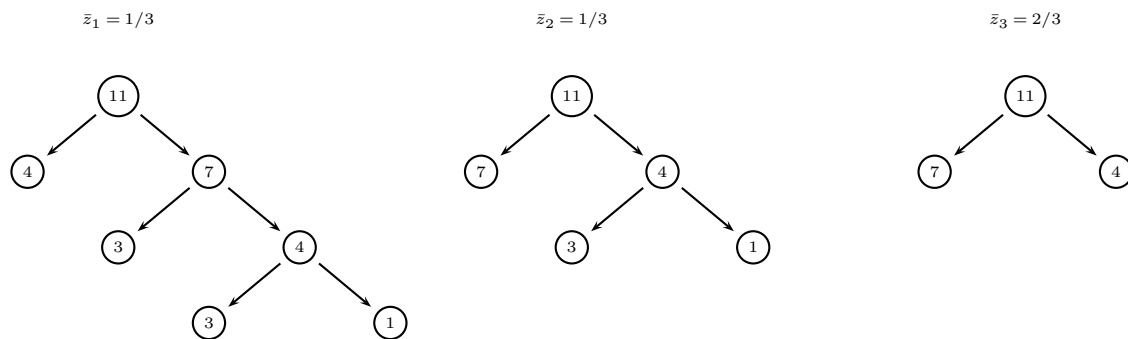 z̄₁ = 1/3 z̄₂ = 1/3 z̄₃ = 2/3
11 11 11
4 7 7 4 7 4
3 4 3 1
3 1